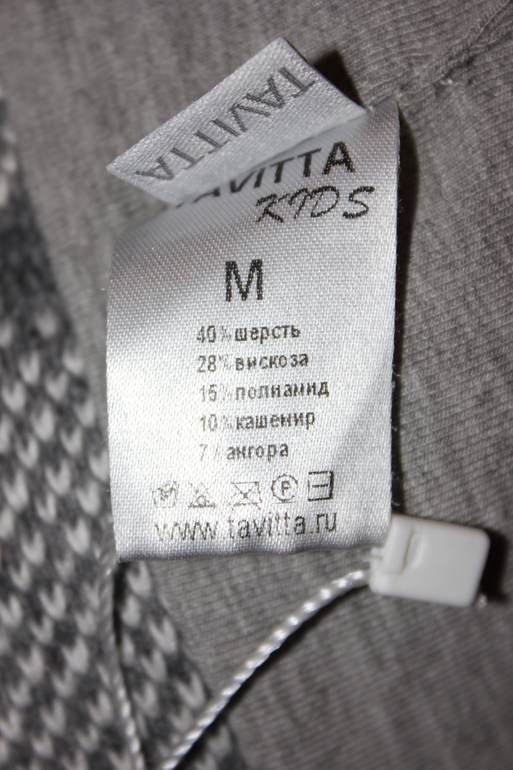 TAVITTA
TAVITTA
KIDS
M
40% шерсть
28% вискоза
15% полиамид
10% кашемир
7% ангора
www.tavitta.ru